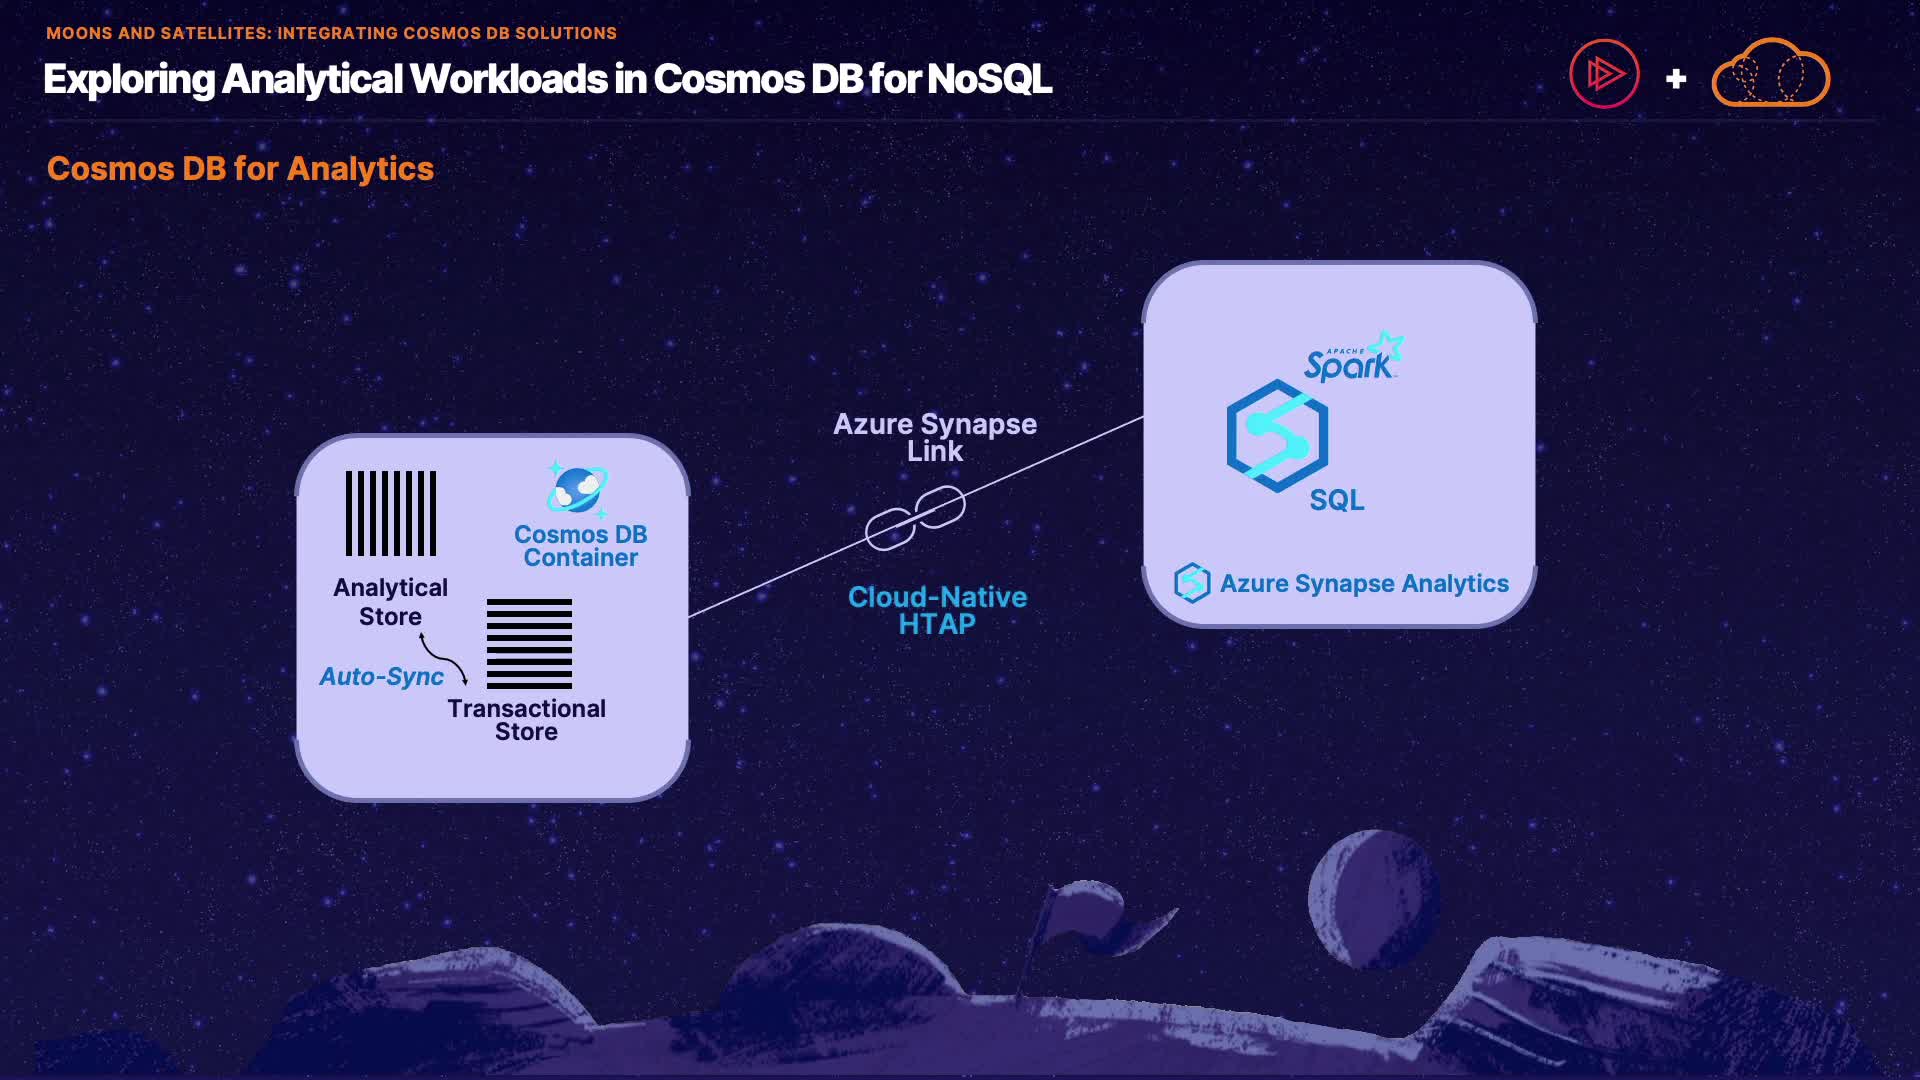 MOONS AND SATELLITES: INTEGRATING COSMOS DB SOLUTIONS
Exploring Analytical Workloads in Cosmos DB for NoSQL
Cosmos DB for Analytics
Analytical
Store
Cosmos DB
Container
Auto-Sync
Transactional
Store
Azure Synapse
Link
Cloud-Native
HTAP
APACHE
Spark
SQL
Azure Synapse Analytics